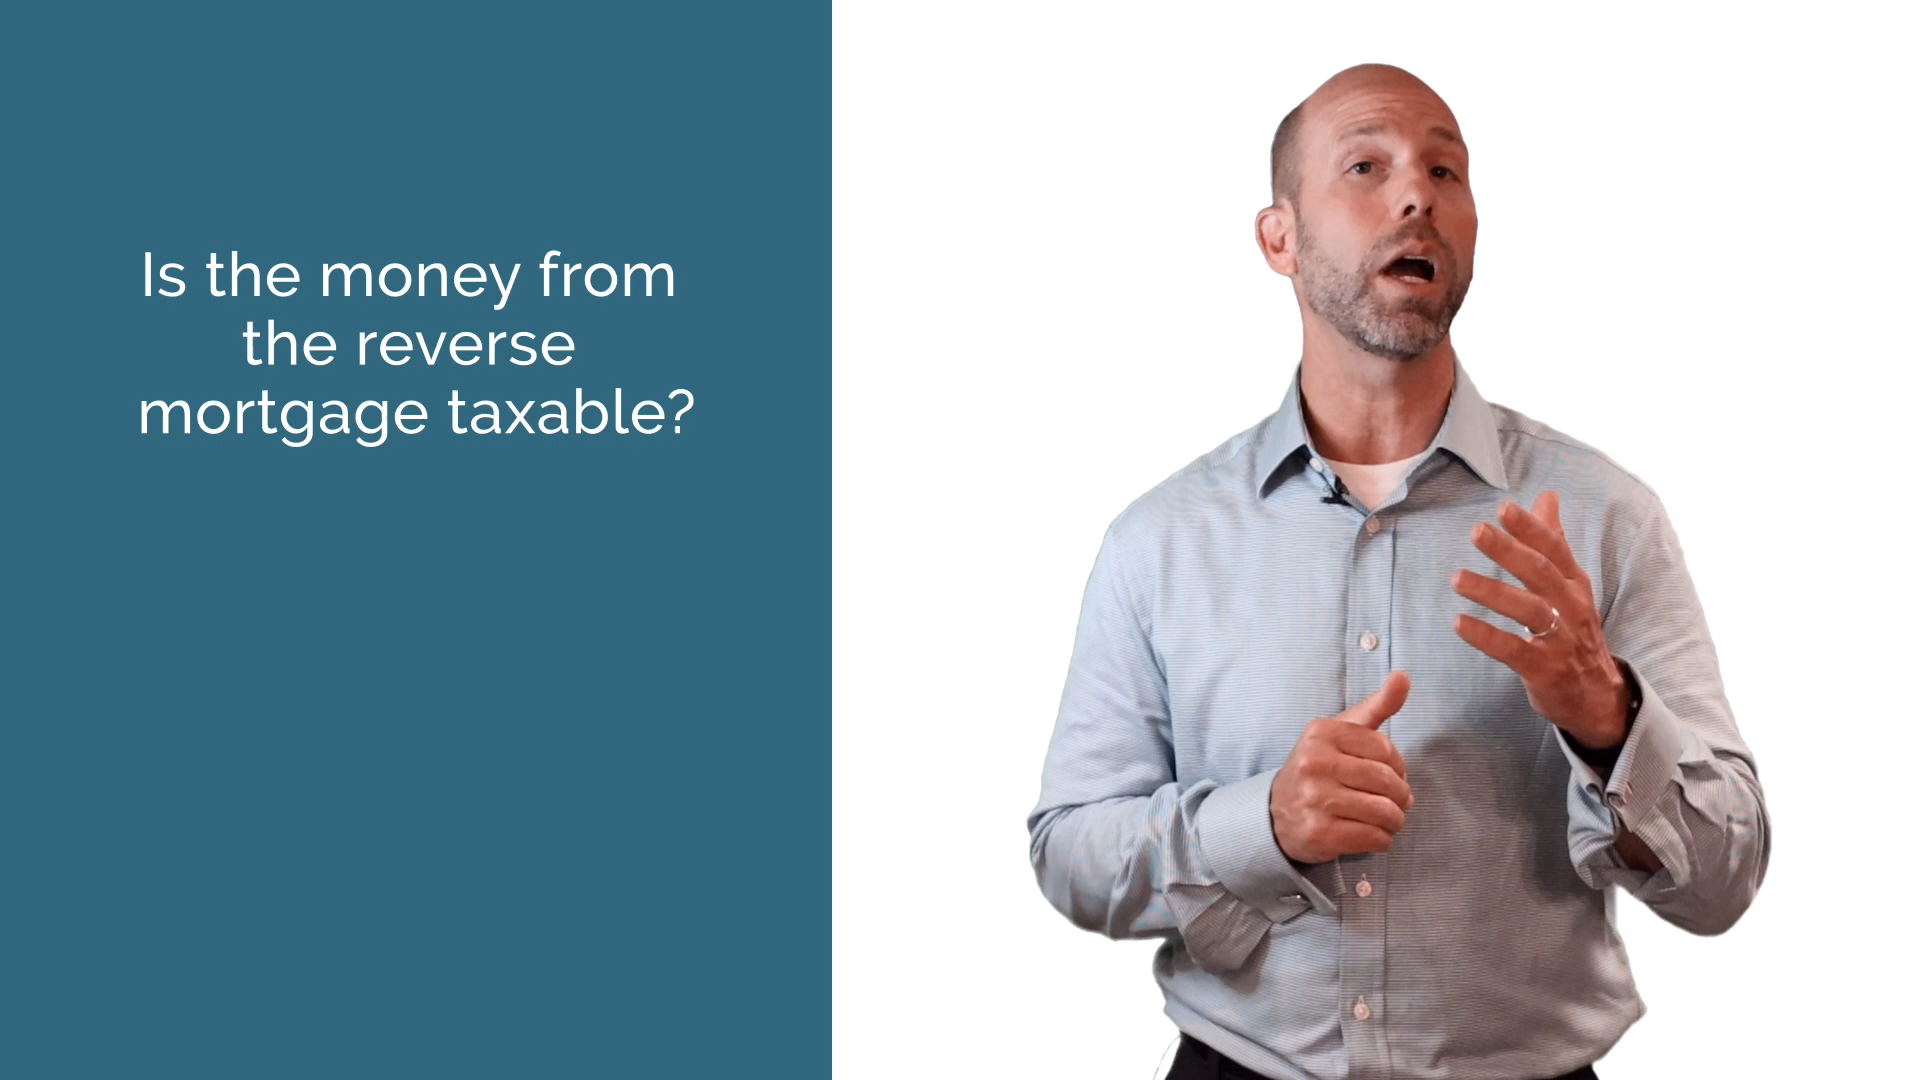 Is the money from
the reverse
mortgage taxable?